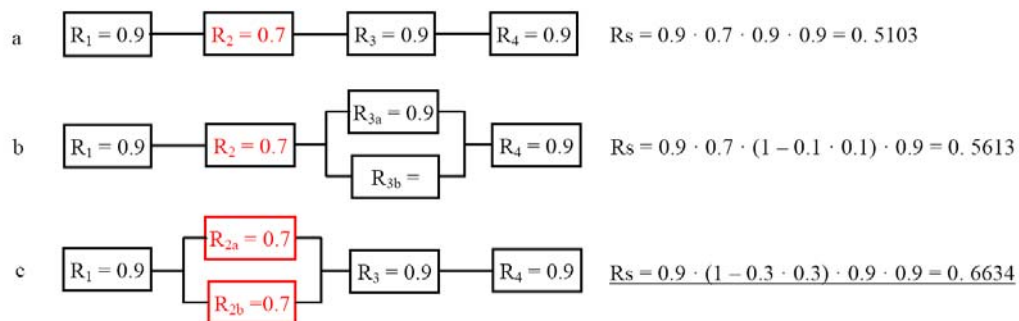 a R₁ = 0.9 R₂ = 0.7 R₃ = 0.9 R₄ = 0.9 Rs = 0.9 · 0.7 · 0.9 · 0.9 = 0. 5103
R₃ₐ = 0.9
b R₁ = 0.9 R₂ = 0.7 R₄ = 0.9 Rs = 0.9 · 0.7 · (1 – 0.1 · 0.1) · 0.9 = 0. 5613
R₃b =
R₂ₐ = 0.7
c R₁ = 0.9 R₃ = 0.9 R₄ = 0.9 Rs = 0.9 · (1 – 0.3 · 0.3) · 0.9 · 0.9 = 0. 6634
R₂b =0.7